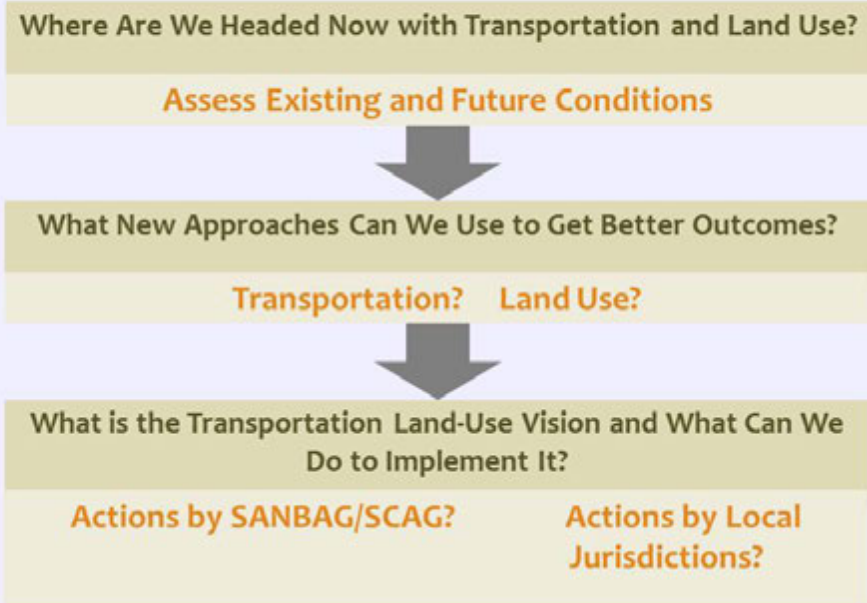 Where Are We Headed Now with Transportation and Land Use?
Assess Existing and Future Conditions
What New Approaches Can We Use to Get Better Outcomes?
Transportation? Land Use?
What is the Transportation Land-Use Vision and What Can We
Do to Implement It?
Actions by SANBAG/SCAG?
Actions by Local
Jurisdictions?